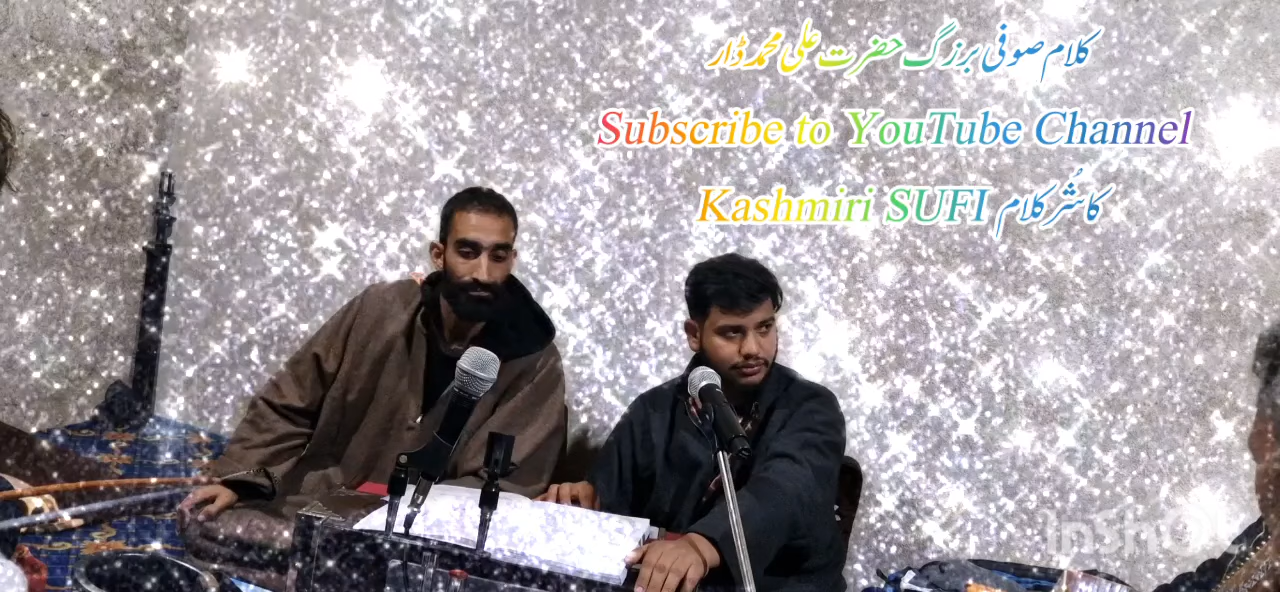 کلام صوفی بزرگ حضرت علی محمد ڈار
Subscribe to YouTube Channel
Kashmiri SUFI کاشُر کلام
InShot